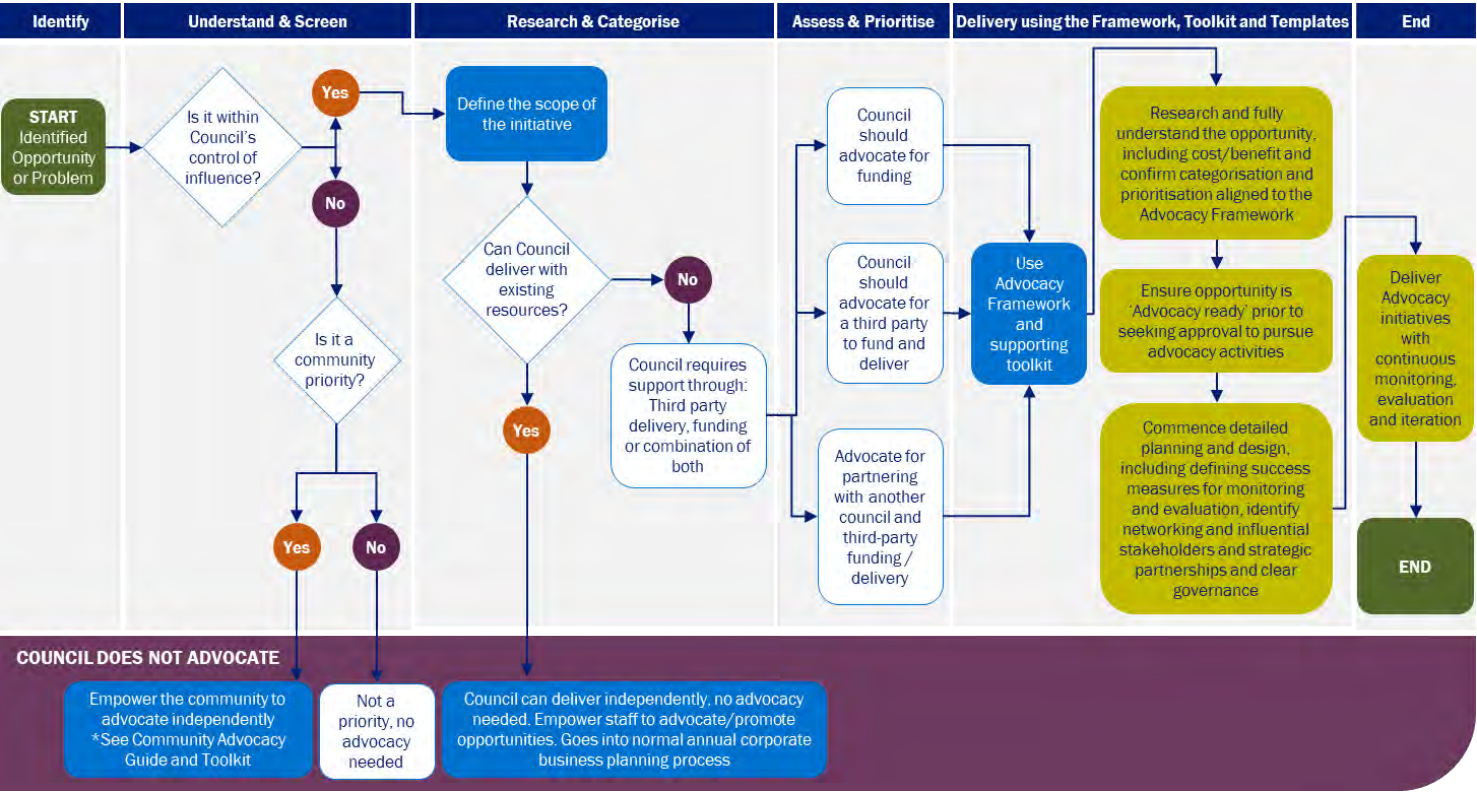 Identify
Understand & Screen
Research & Categorise
Assess & Prioritise
Delivery using the Framework, Toolkit and Templates
End
START
Identified
Opportunity
or Problem
Is it within
Council's
control of
influence?
Yes
No
Is it a
community
priority?
Yes
No
Define the scope of
the initiative
Can Council
deliver with
existing
resources?
No
Yes
Council requires
support through:
Third party
delivery, funding
or combination of
both
Council
should
advocate for
funding
Council
should
advocate for
a third party
to fund and
deliver
Advocate for
partnering
with another
council and
third-party
funding /
delivery
Use
Advocacy
Framework
and
supporting
toolkit
Research and fully
understand the opportunity,
including cost/benefit and
confirm categorisation and
prioritisation aligned to the
Advocacy Framework
Ensure opportunity is
'Advocacy ready' prior to
seeking approval to pursue
advocacy activities
Commence detailed
planning and design,
including defining success
measures for monitoring
and evaluation, identify
networking and influential
stakeholders and strategic
partnerships and clear
governance
Deliver
Advocacy
initiatives
with
continuous
monitoring,
evaluation
and iteration
END
COUNCIL DOES NOT ADVOCATE
Empower the community to
advocate independently
*See Community Advocacy
Guide and Toolkit
Not a
priority, no
advocacy
needed
Council can deliver independently, no advocacy
needed. Empower staff to advocate/promote
opportunities. Goes into normal annual corporate
business planning process